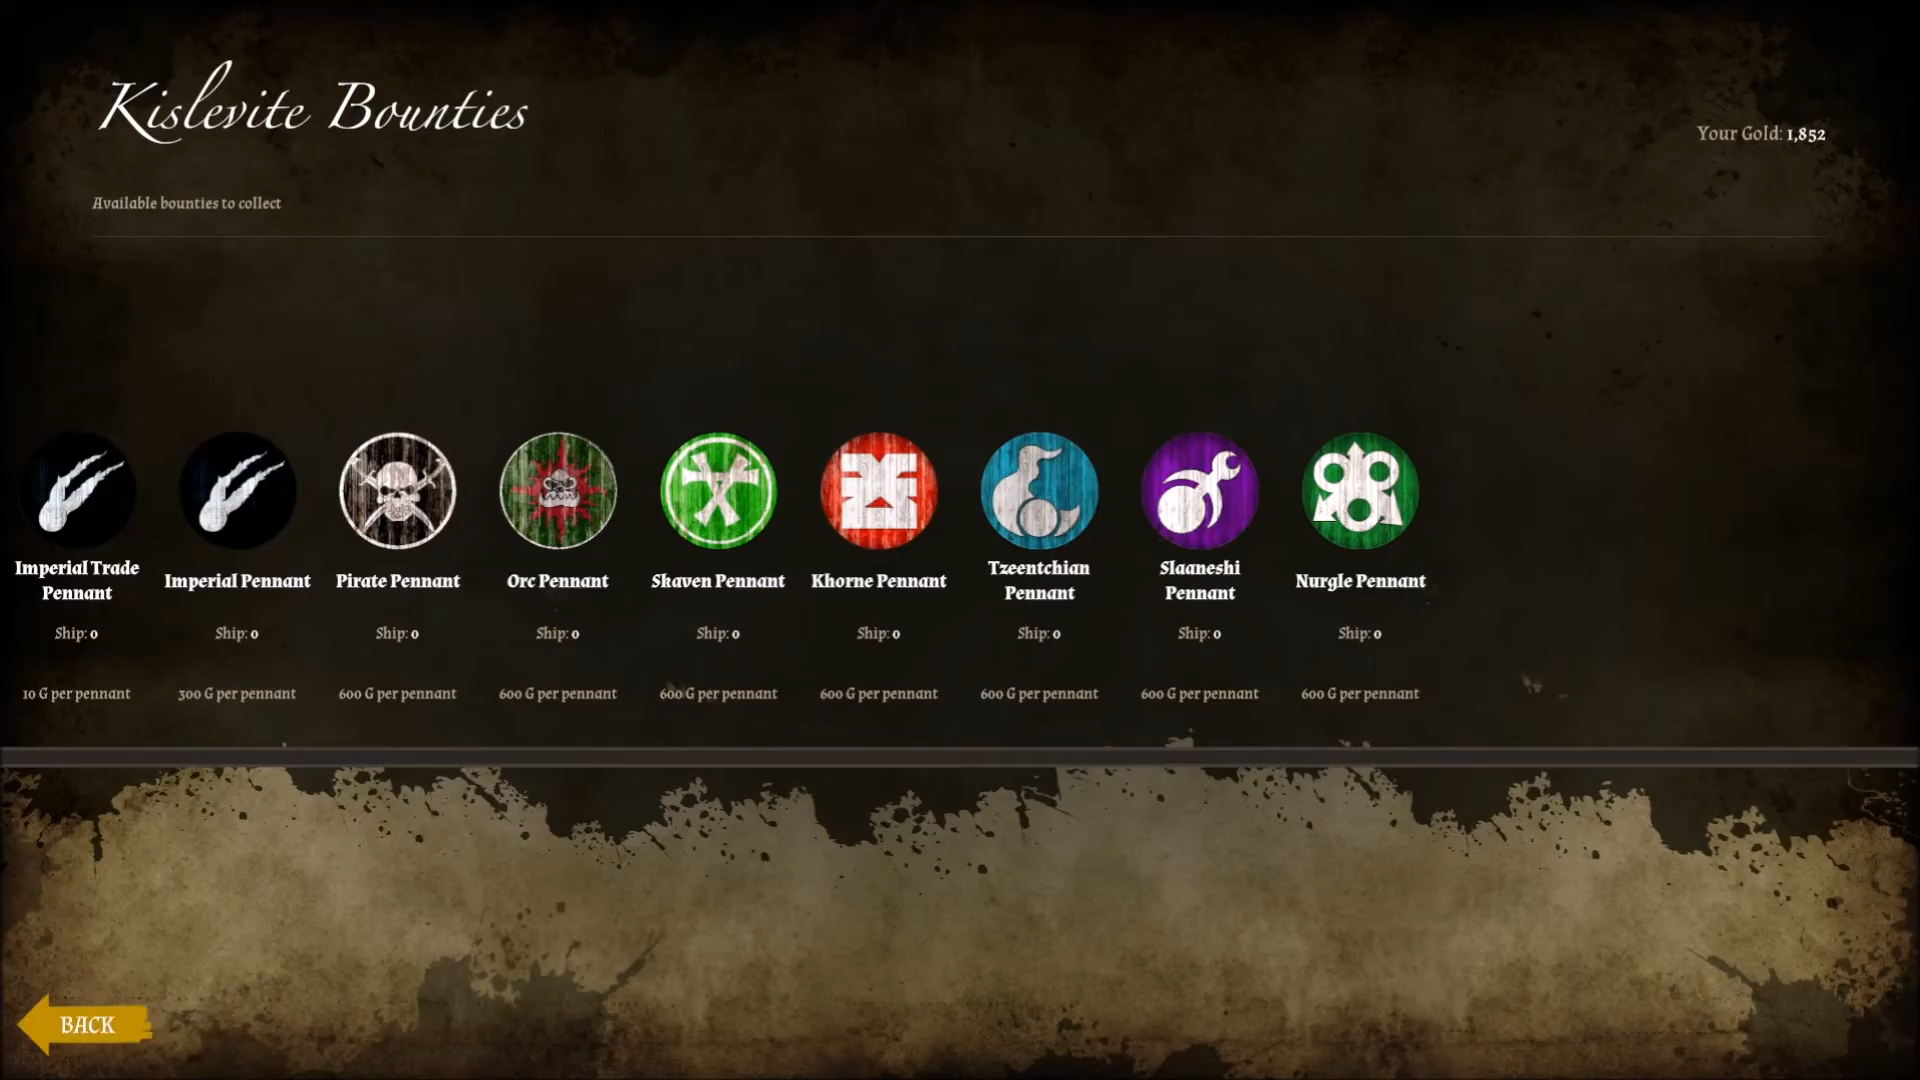 Kislevite Bounties
Your Gold: 1,852
Available bounties to collect
Imperial Trade
Pennant
Imperial Pennant
Pirate Pennant
Orc Pennant
Skaven Pennant
Khorne Pennant
Tzeentchian
Pennant
Slaaneshi
Pennant
Nurgle Pennant
Ship: 0
Ship: 0
Ship: 0
Ship: 0
Ship: 0
Ship: 0
Ship: 0
Ship: 0
Ship: 0
10 G per pennant
300 G per pennant
600 G per pennant
600 G per pennant
600 G per pennant
600 G per pennant
600 G per pennant
600 G per pennant
600 G per pennant
BACK